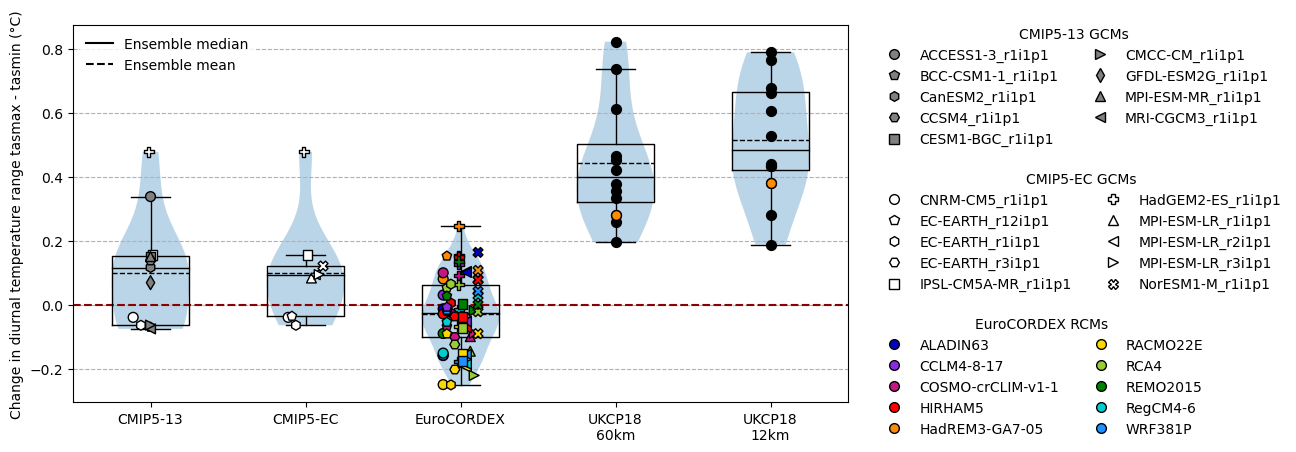 Change in diurnal temperature range tasmax - tasmin (°C)
0.8
0.6
0.4
0.2
0.0
−0.2
Ensemble median
Ensemble mean
CMIP5-13
CMIP5-EC
EuroCORDEX
UKCP18
60km
UKCP18
12km
CMIP5-13 GCMs
ACCESS1-3_r1i1p1
BCC-CSM1-1_r1i1p1
CanESM2_r1i1p1
CCSM4_r1i1p1
CESM1-BGC_r1i1p1
CMCC-CM_r1i1p1
GFDL-ESM2G_r1i1p1
MPI-ESM-MR_r1i1p1
MRI-CGCM3_r1i1p1
CMIP5-EC GCMs
CNRM-CM5_r1i1p1
EC-EARTH_r12i1p1
EC-EARTH_r1i1p1
EC-EARTH_r3i1p1
IPSL-CM5A-MR_r1i1p1
HadGEM2-ES_r1i1p1
MPI-ESM-LR_r1i1p1
MPI-ESM-LR_r2i1p1
MPI-ESM-LR_r3i1p1
NorESM1-M_r1i1p1
EuroCORDEX RCMs
ALADIN63
CCLM4-8-17
COSMO-crCLIM-v1-1
HIRHAM5
HadREM3-GA7-05
RACMO22E
RCA4
REMO2015
RegCM4-6
WRF381P